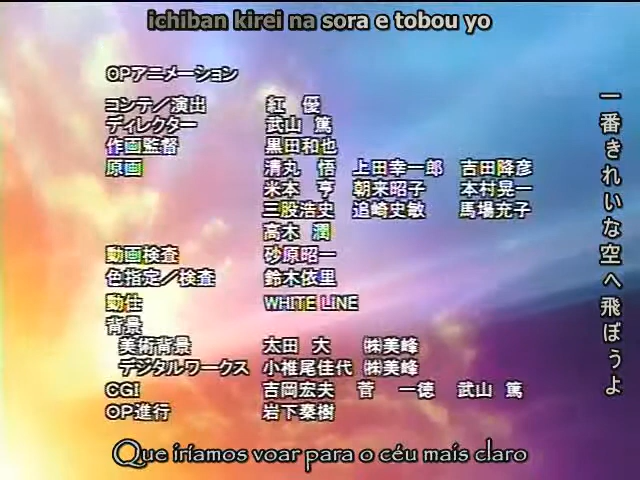 ichiban kirei na sora e tobou yo
OPアニメーション
コンテ/演出 紅 優
ディレクター 武山 篤
作画監督 黒田和也
原画 清丸 悟 上田幸一郎 吉田隆彦
米本 亨 朝来昭子 本村晃一
三股浩史 追崎史敏 馬場充子
高木 潤
動画検査 砂原昭一
色指定/検査 鈴木依里
動仕 WHITE LINE
背景
美術背景 太田 大 ㈱美峰
デジタルワークス 小椎尾佳代 ㈱美峰
CGI 吉岡宏夫 菅 一徳 武山 篤
OP進行 岩下秦樹
一番きれいな空へ飛ぼうよ
Que iríamos voar para o céu mais claro